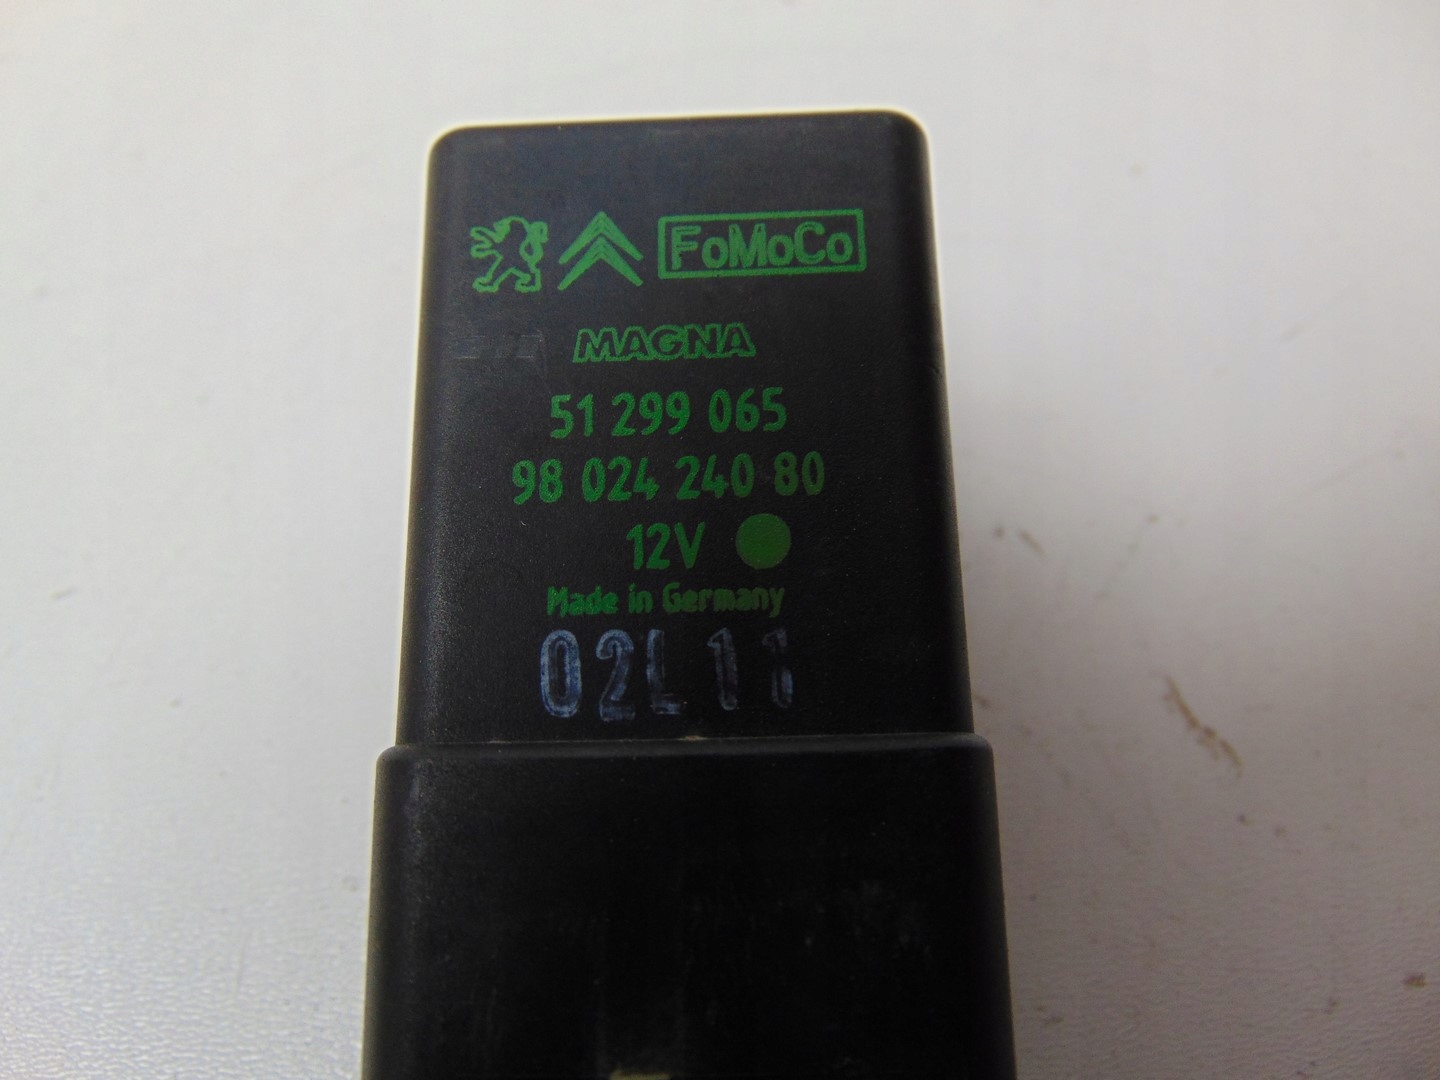 FoMoCo
MAGNA
51 299 065
98 024 240 80
12V
Made in Germany
02L11